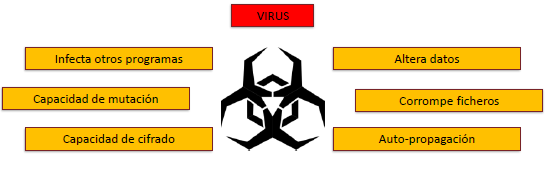 VIRUS
Infecta otros programas
Altera datos
Capacidad de mutación
Corrompe ficheros
Capacidad de cifrado
Auto-propagación